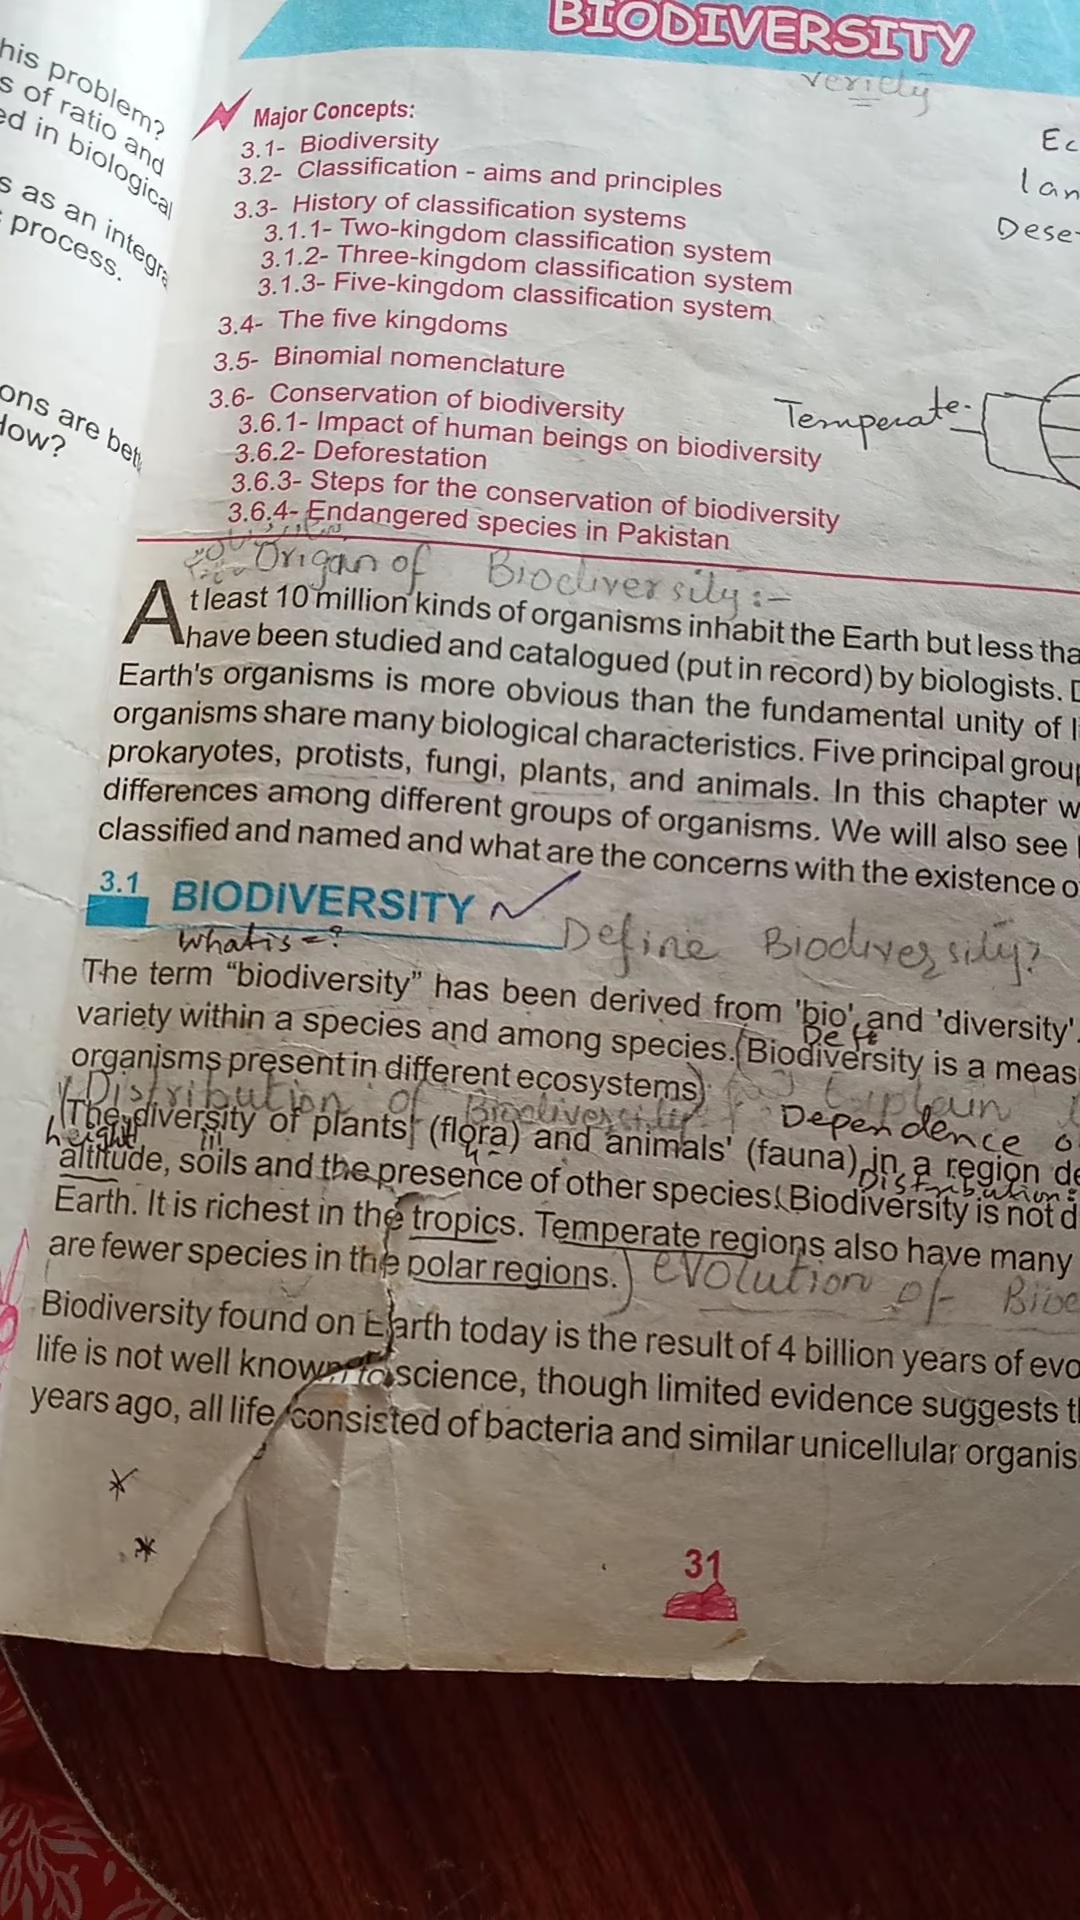 BIODIVERSITY
veriety
his problem?
s of ratio and
ed in biological
s as an integra
process.
ons are bet
How?
Major Concepts:
3.1- Biodiversity
3.2- Classification - aims and principles
3.3- History of classification systems
3.1.1- Two-kingdom classification system
3.1.2- Three-kingdom classification system
3.1.3- Five-kingdom classification system
3.4- The five kingdoms
3.5- Binomial nomenclature
3.6- Conservation of biodiversity
3.6.1- Impact of human beings on biodiversity
3.6.2- Deforestation
3.6.3- Steps for the conservation of biodiversity
3.6.4- Endangered species in Pakistan
Ec
lan
Dese
Temperate
Origan of Biodiversity:-
At least 10 million kinds of organisms inhabit the Earth but less tha
have been studied and catalogued (put in record) by biologists. D
Earth's organisms is more obvious than the fundamental unity of l
organisms share many biological characteristics. Five principal group
prokaryotes, protists, fungi, plants, and animals. In this chapter w
differences among different groups of organisms. We will also see
classified and named and what are the concerns with the existence o
3.1 BIODIVERSITY
What is -?
Define Biodiversity?
The term “biodiversity” has been derived from 'bio' and 'diversity'.
Def
variety within a species and among species. (Biodiversity is a meas
organisms present in different ecosystems)
Distribution of Biodiversity
Explain
Dependence o
(The diversity of plants' (flora) and animals' (fauna) in a region de
height
Distribution:
altitude, soils and the presence of other species. (Biodiversity is not d
Earth. It is richest in the tropics. Temperate regions also have many
are fewer species in the polar regions.)
evolution of Biod
Biodiversity found on Earth today is the result of 4 billion years of evo
life is not well known to science, though limited evidence suggests t
years ago, all life consisted of bacteria and similar unicellular organis
31